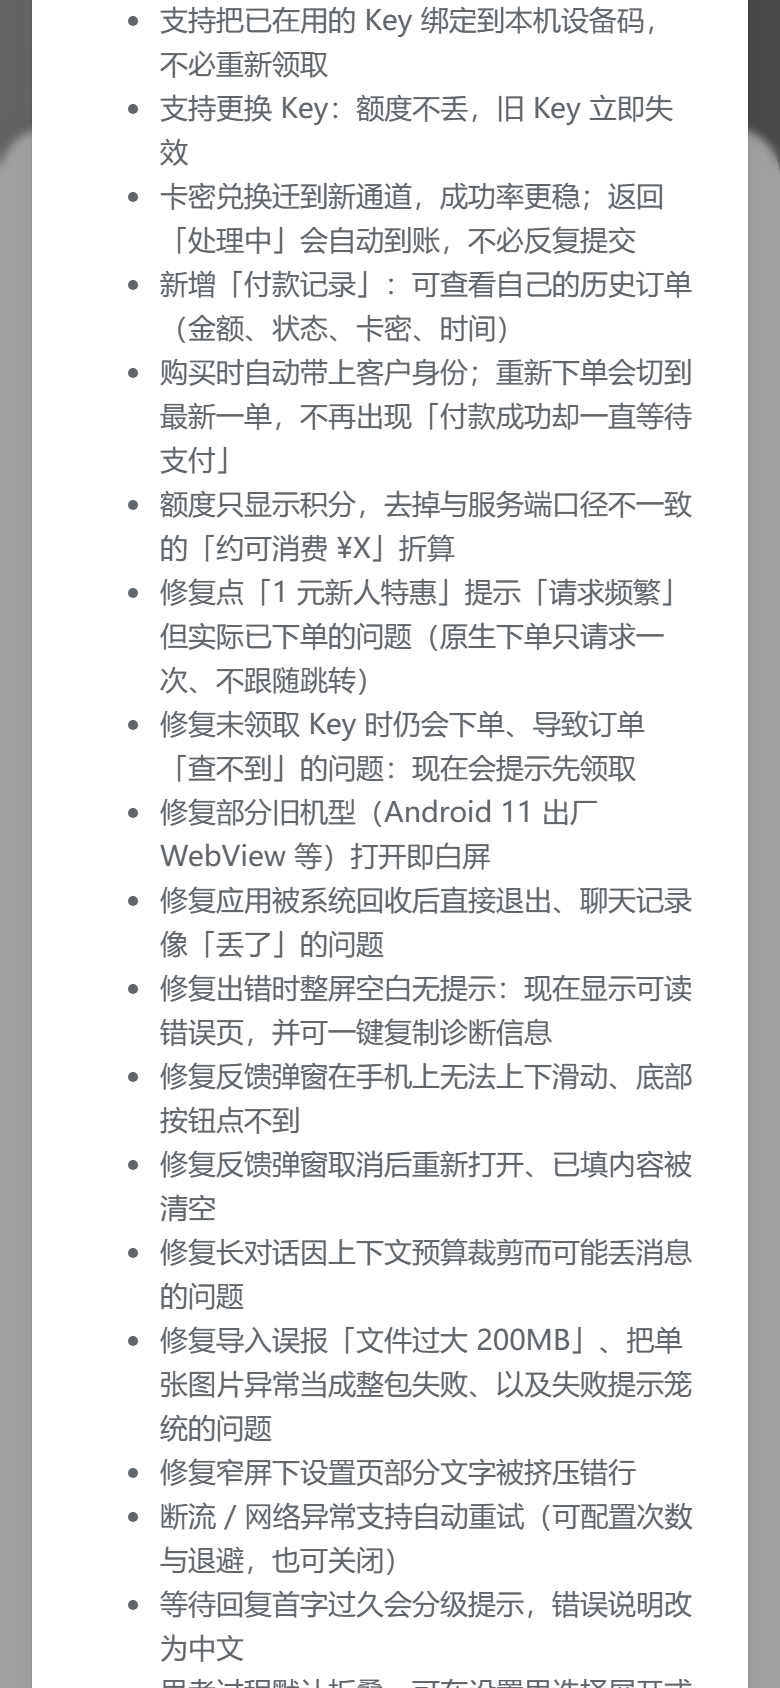 支持把已在用的 Key 绑定到本机设备码，
不必重新领取
支持更换 Key：额度不丢，旧 Key 立即失
效
卡密兑换迁到新通道，成功率更稳；返回
「处理中」会自动到账，不必反复提交
新增「付款记录」：可查看自己的历史订单
（金额、状态、卡密、时间）
购买时自动带上客户身份；重新下单会切到
最新一单，不再出现「付款成功却一直等待
支付」
额度只显示积分，去掉与服务端口径不一致
的「约可消费 ¥X」折算
修复点「1 元新人特惠」提示「请求频繁」
但实际已下单的问题（原生下单只请求一
次、不跟随跳转）
修复未领取 Key 时仍会下单、导致订单
「查不到」的问题：现在会提示先领取
修复部分旧机型（Android 11 出厂
WebView 等）打开即白屏
修复应用被系统回收后直接退出、聊天记录
像「丢了」的问题
修复出错时整屏空白无提示：现在显示可读
错误页，并可一键复制诊断信息
修复反馈弹窗在手机上无法上下滑动、底部
按钮点不到
修复反馈弹窗取消后重新打开、已填内容被
清空
修复长对话因上下文预算裁剪而可能丢消息
的问题
修复导入误报「文件过大 200MB」、把单
张图片异常当成整包失败、以及失败提示笼
统的问题
修复窄屏下设置页部分文字被挤压错行
断流 / 网络异常支持自动重试（可配置次数
与退避，也可关闭）
等待回复首字过久会分级提示，错误说明改
为中文